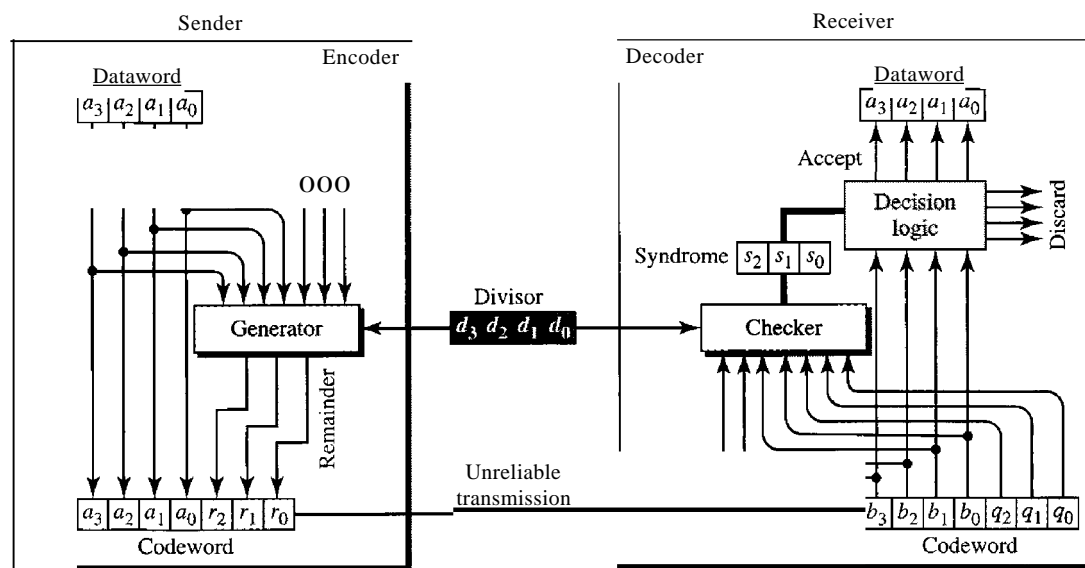 Sender
Encoder
Dataword
a3 a2 a1 a0
OOO
Generator
Remainder
a3 a2 a1 a0 r2 r1 r0
Codeword
Divisor
d3 d2 d1 d0
Unreliable
transmission
Receiver
Decoder
Dataword
a3 a2 a1 a0
Accept
Decision
logic
Discard
Syndrome s2 s1 s0
Checker
b3 b2 b1 b0 q2 q1 q0
Codeword